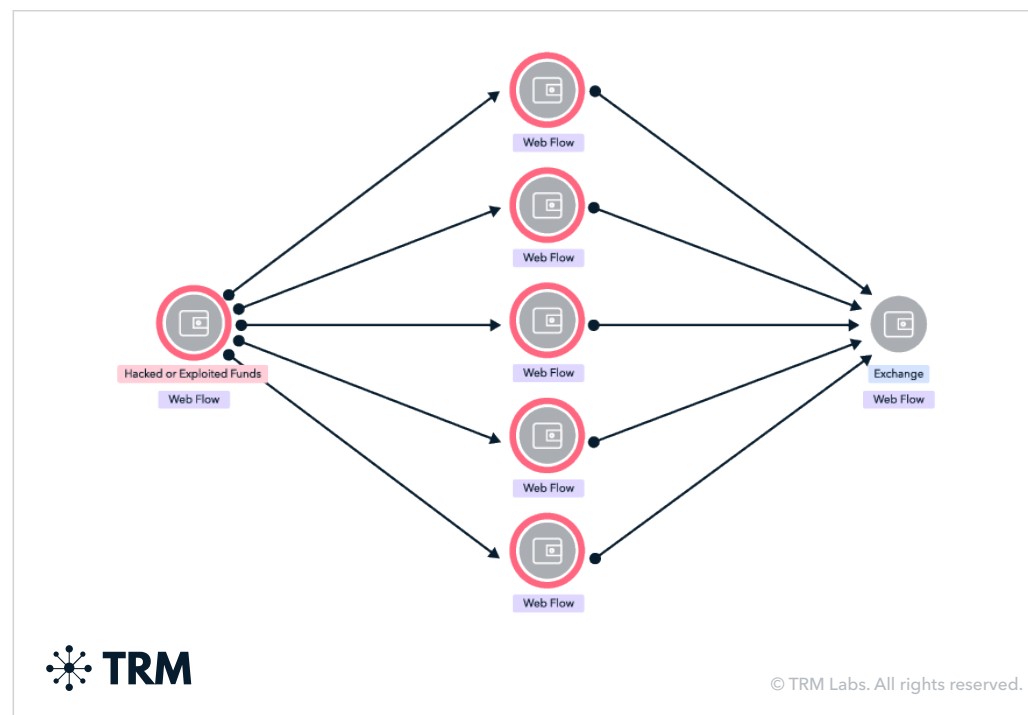 Web Flow
Web Flow
Web Flow
Hacked or Exploited Funds
Web Flow
Exchange
Web Flow
Web Flow
Web Flow
TRM
© TRM Labs. All rights reserved.